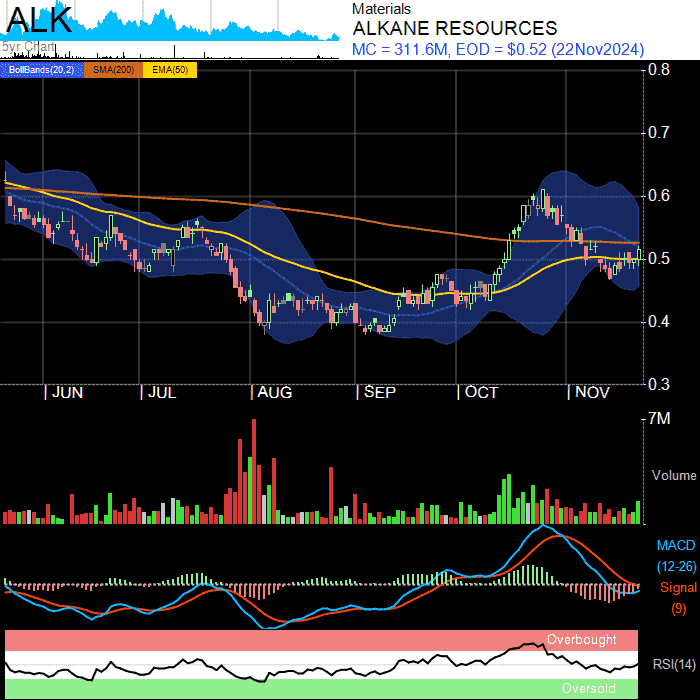 ALK
5yr Chart
Materials
ALKANE RESOURCES
MC = 311.6M, EOD = $0.52 (22Nov2024)
BollBands(20,2) SMA(200) EMA(50)
0.8
0.7
0.6
0.5
0.4
0.3
JUN JUL AUG SEP OCT NOV
7M
Volume
MACD
(12-26)
Signal
(9)
Overbought
RSI(14)
Oversold